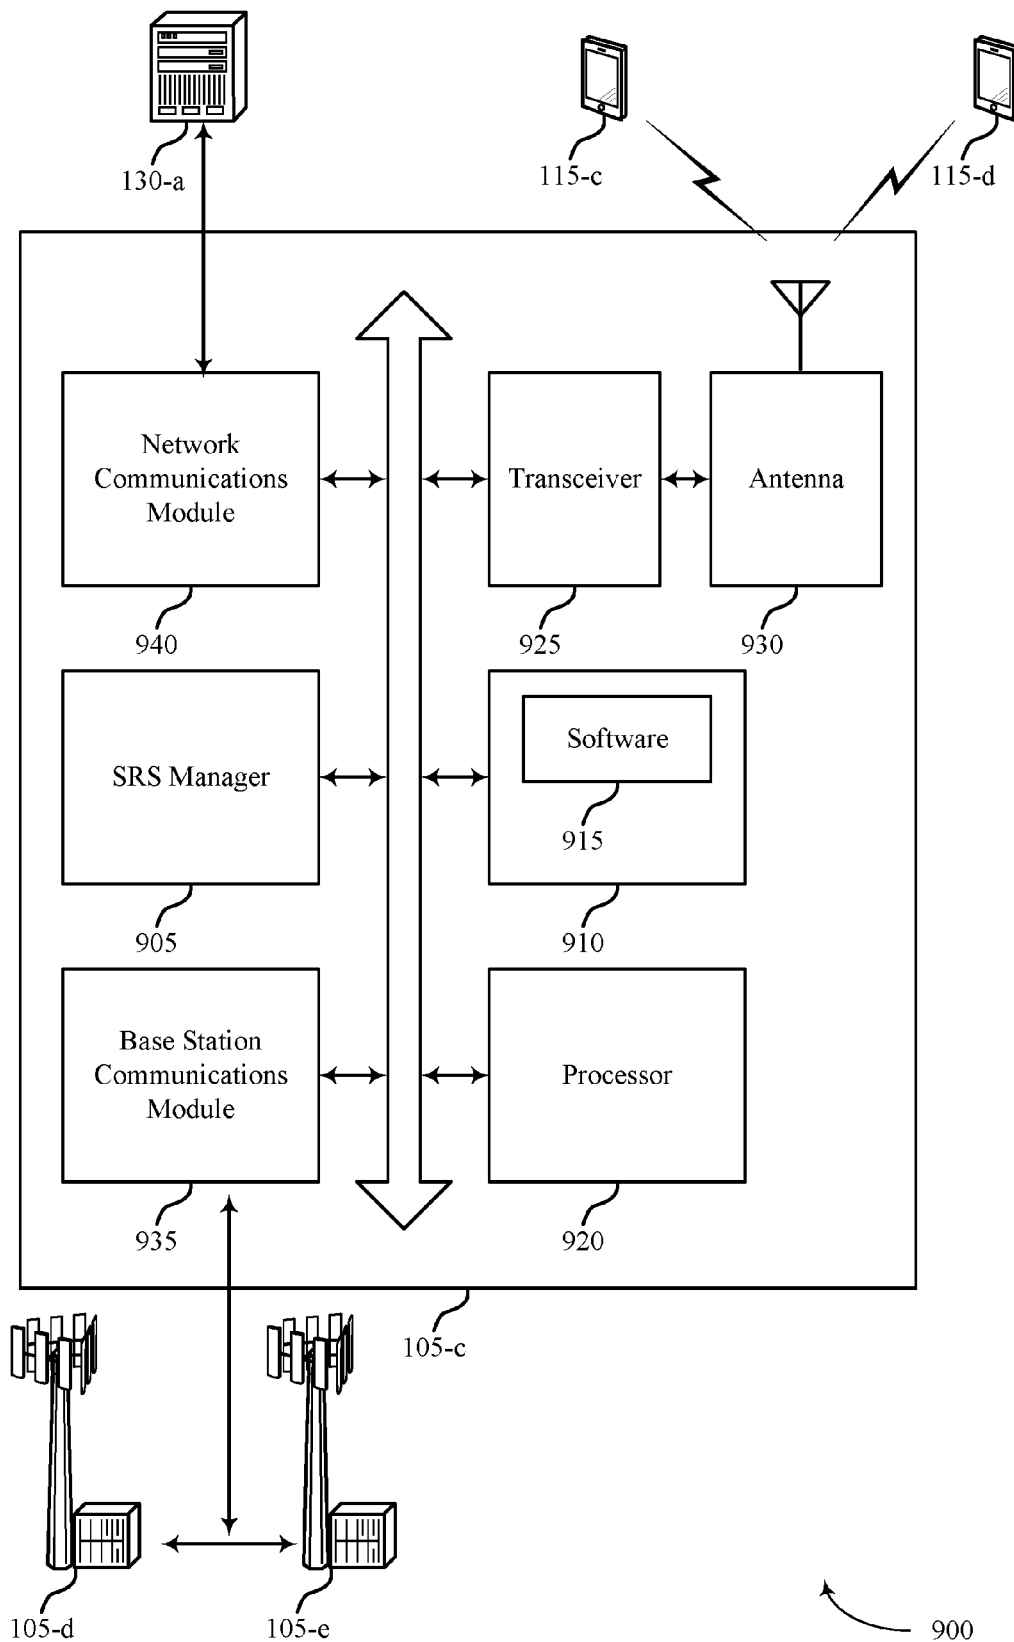 130-a
115-c
115-d
Network
Communications
Module
Transceiver
Antenna
940
925
930
SRS Manager
Software
915
905
910
Base Station
Communications
Module
Processor
935
920
105-c
105-d
105-e
900